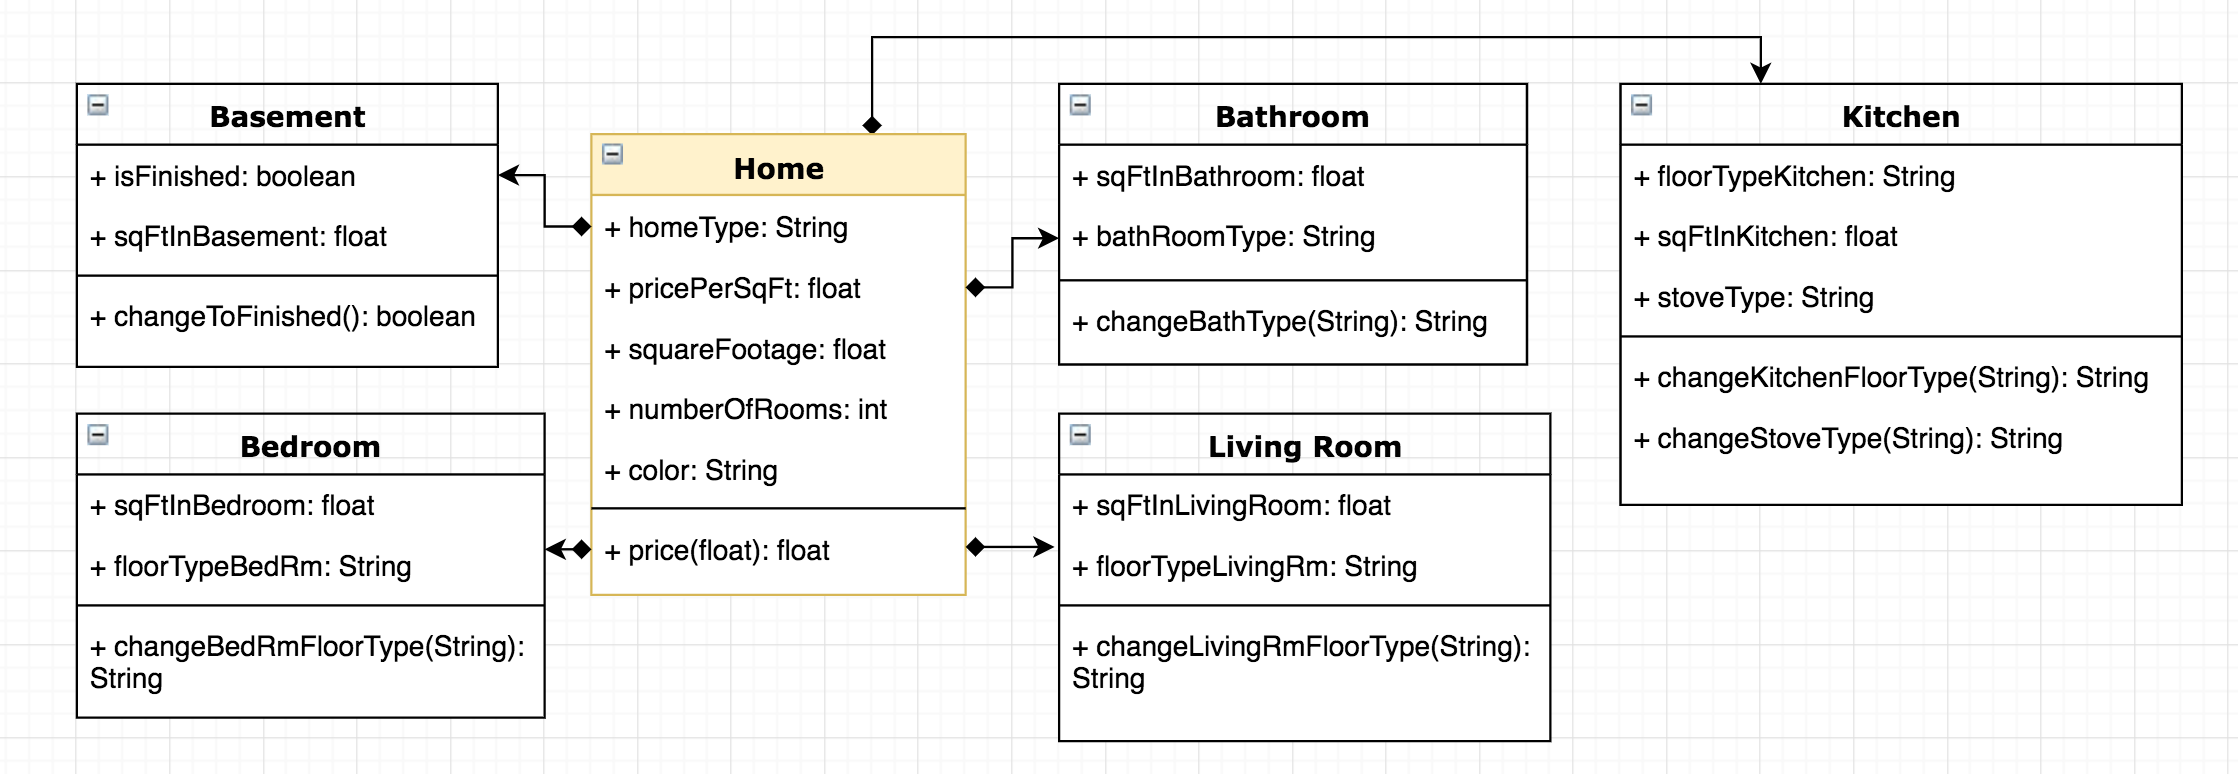 Basement
+ isFinished: boolean
+ sqFtInBasement: float
+ changeToFinished(): boolean
Bedroom
+ sqFtInBedroom: float
+ floorTypeBedRm: String
+ changeBedRmFloorType(String):
String
Home
+ homeType: String
+ pricePerSqFt: float
+ squareFootage: float
+ numberOfRooms: int
+ color: String
+ price(float): float
Bathroom
+ sqFtInBathroom: float
+ bathRoomType: String
+ changeBathType(String): String
Living Room
+ sqFtInLivingRoom: float
+ floorTypeLivingRm: String
+ changeLivingRmFloorType(String):
String
Kitchen
+ floorTypeKitchen: String
+ sqFtInKitchen: float
+ stoveType: String
+ changeKitchenFloorType(String): String
+ changeStoveType(String): String